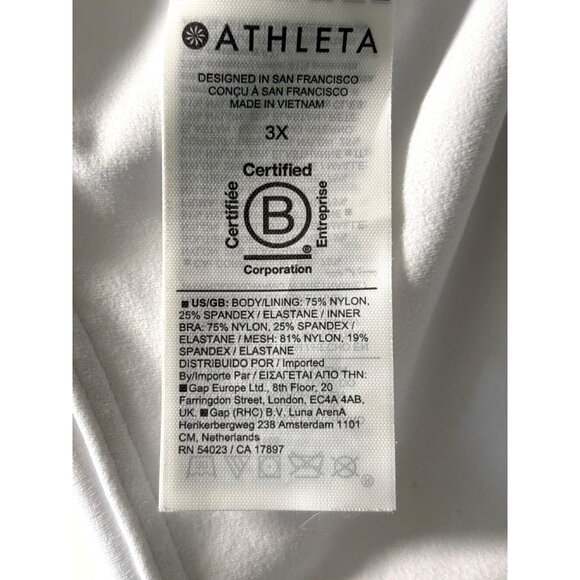 ATHLETA
DESIGNED IN SAN FRANCISCO
CONÇU À SAN FRANCISCO
MADE IN VIETNAM
3X
Certified
Certifiée
B
Entreprise
®
Corporation
US/GB: BODY/LINING: 75% NYLON,
25% SPANDEX / ELASTANE / INNER
BRA: 75% NYLON, 25% SPANDEX /
ELASTANE / MESH: 81% NYLON, 19%
SPANDEX / ELASTANE
DISTRIBUIDO POR / Imported
By/Importe Par / ΕΙΣΑΓΕΤΑΙ ΑΠΟ ΤΗΝ:
Gap Europe Ltd., 8th Floor, 20
Farringdon Street, London, EC4A 4AB,
UK. Gap (RHC) B.V. Luna ArenA
Herikerbergweg 238 Amsterdam 1101
CM, Netherlands
RN 54023 / CA 17897